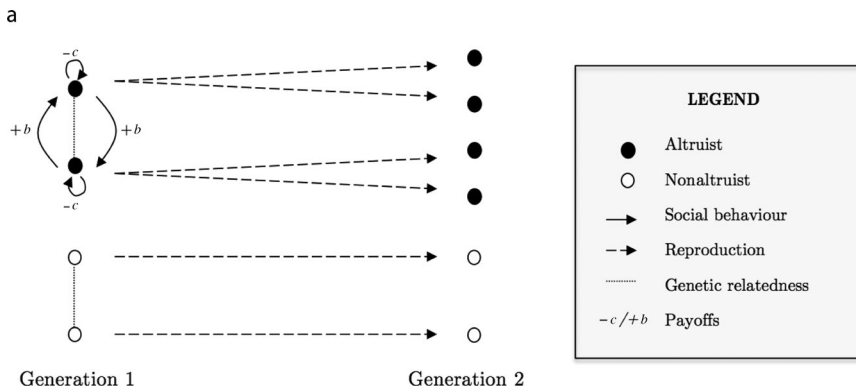 a
-c
+b
+b
-c
Generation 1
Generation 2
LEGEND
Altruist
Nonaltruist
Social behaviour
Reproduction
Genetic relatedness
-c/+b Payoffs